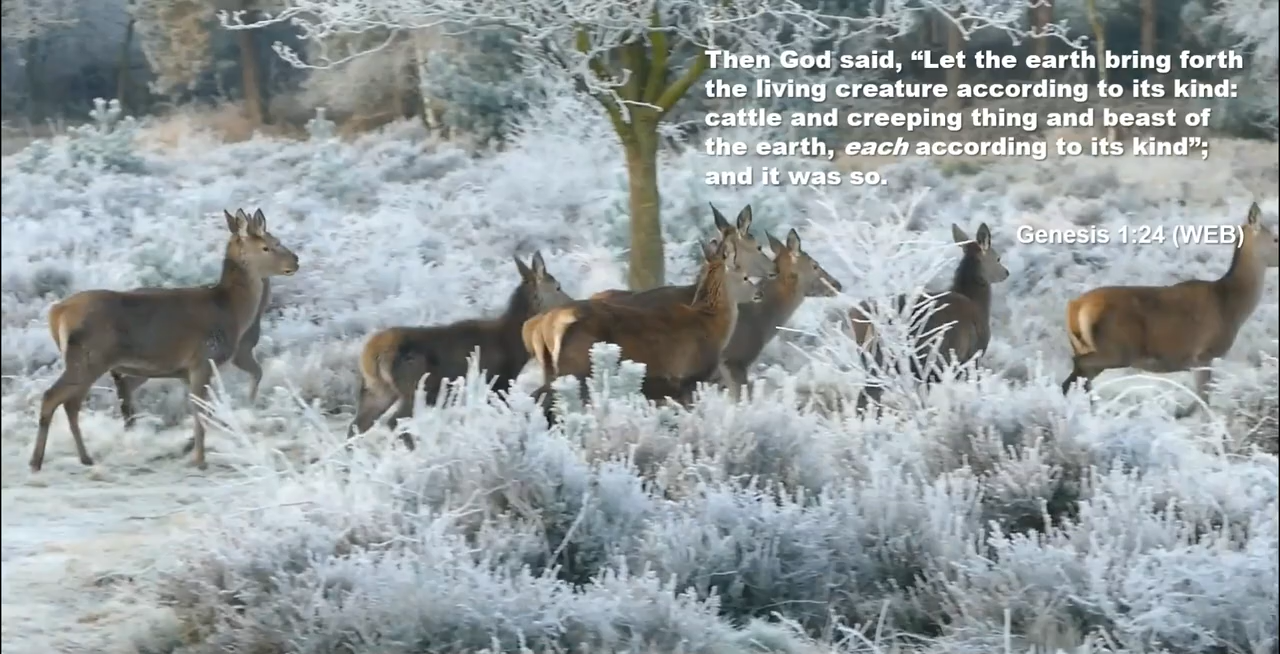 Then God said, “Let the earth bring forth
the living creature according to its kind:
cattle and creeping thing and beast of
the earth, each according to its kind”;
and it was so.
Genesis 1:24 (WEB)